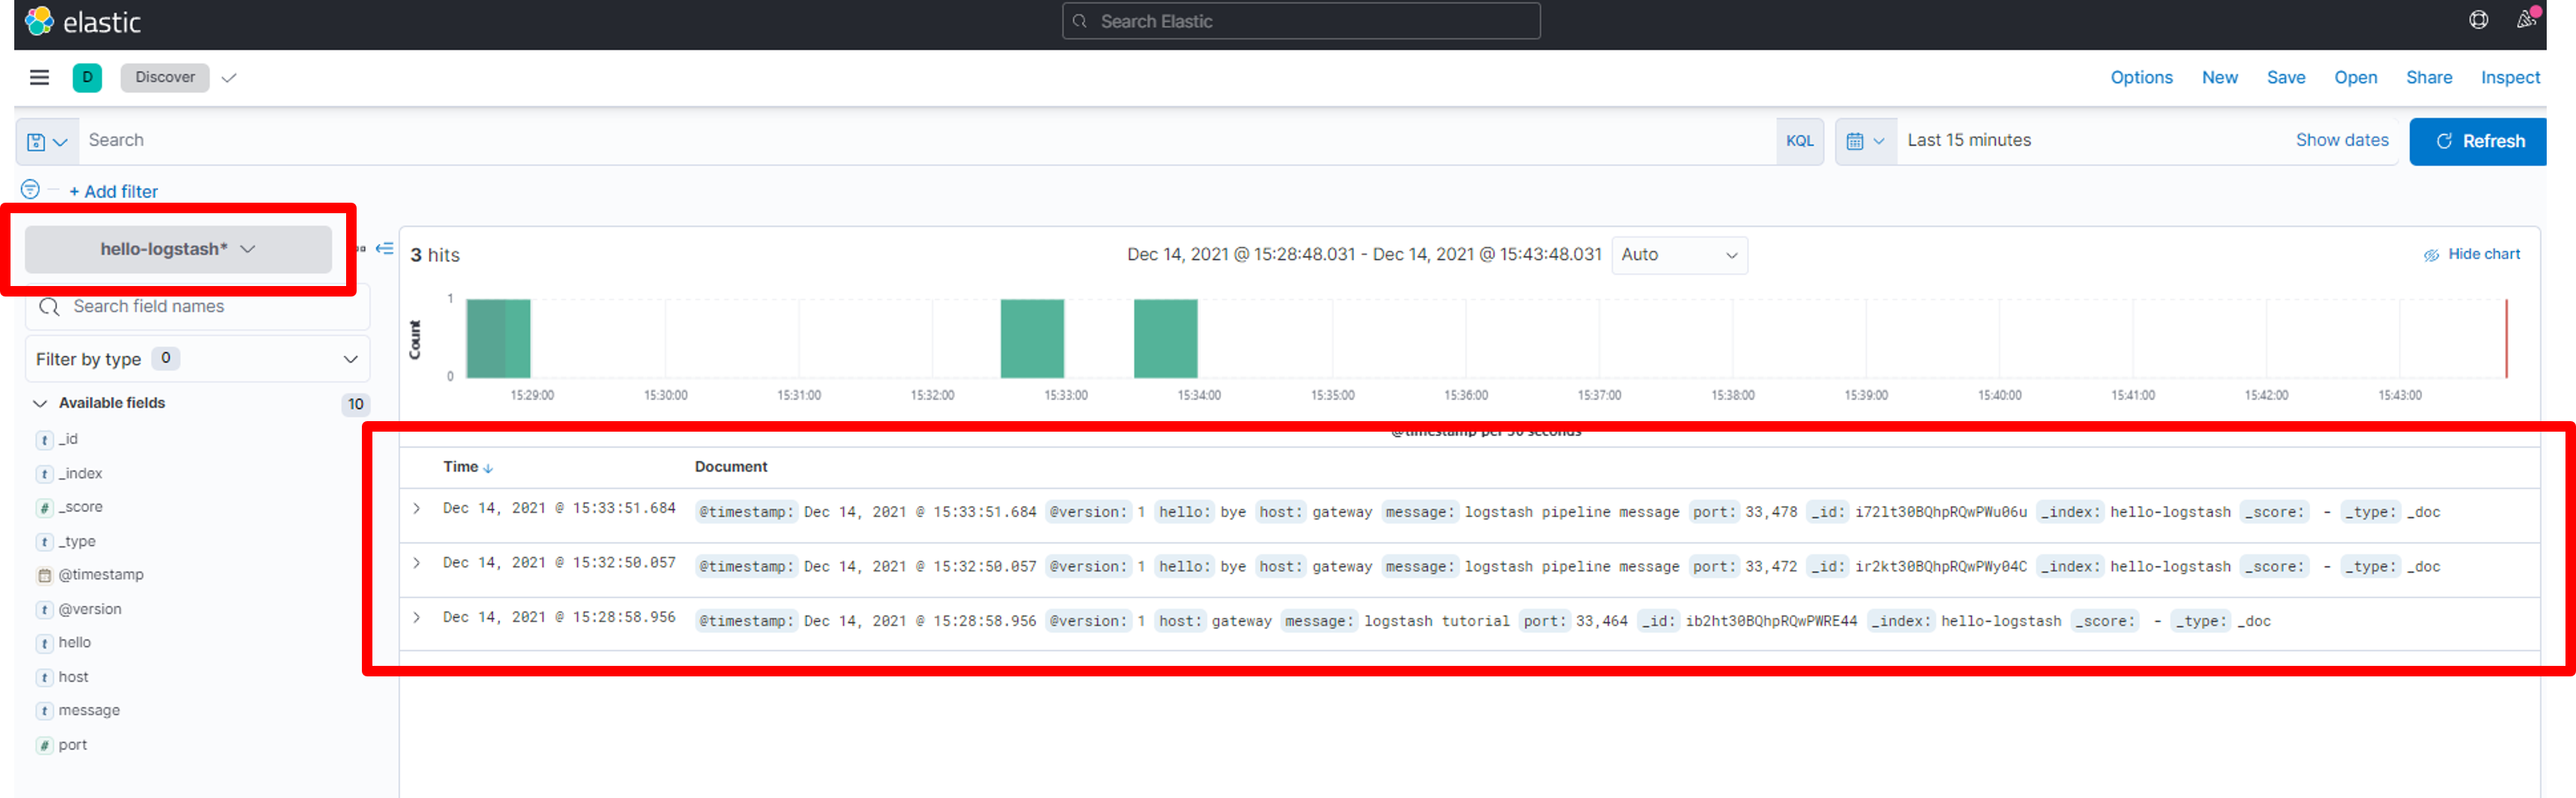 elastic
Search Elastic
D
Discover
Options New Save Open Share Inspect
Search
KQL
Last 15 minutes
Show dates
Refresh
+ Add filter
hello-logstash*
Search field names
Filter by type 0
Available fields 10
t _id
t _index
# _score
t _type
@timestamp
t @version
t hello
t host
t message
# port
3 hits
Dec 14, 2021 @ 15:28:48.031 - Dec 14, 2021 @ 15:43:48.031
Auto
Hide chart
Count
1
0
15:29:00 15:30:00 15:31:00 15:32:00 15:33:00 15:34:00 15:35:00 15:36:00 15:37:00 15:38:00 15:39:00 15:40:00 15:41:00 15:42:00 15:43:00
@timestamp per 30 seconds
Time Document
Dec 14, 2021 @ 15:33:51.684 @timestamp: Dec 14, 2021 @ 15:33:51.684 @version: 1 hello: bye host: gateway message: logstash pipeline message port: 33,478 _id: i72lt30BQhpRQwPWu06u _index: hello-logstash _score: - _type: _doc
Dec 14, 2021 @ 15:32:50.057 @timestamp: Dec 14, 2021 @ 15:32:50.057 @version: 1 hello: bye host: gateway message: logstash pipeline message port: 33,472 _id: ir2kt30BQhpRQwPWy04C _index: hello-logstash _score: - _type: _doc
Dec 14, 2021 @ 15:28:58.956 @timestamp: Dec 14, 2021 @ 15:28:58.956 @version: 1 host: gateway message: logstash tutorial port: 33,464 _id: ib2ht30BQhpRQwPWRE44 _index: hello-logstash _score: - _type: _doc